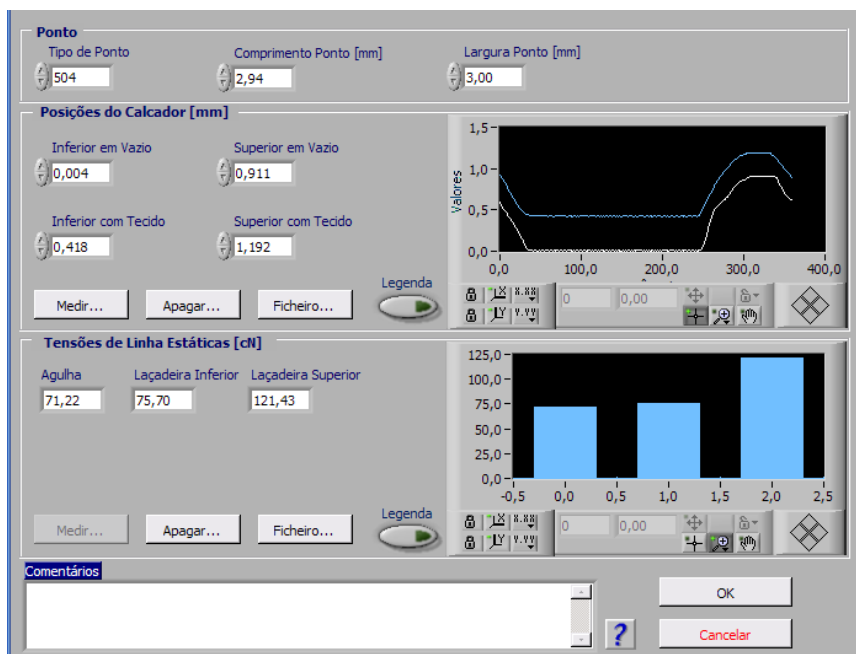 Ponto
Tipo de Ponto Comprimento Ponto [mm] Largura Ponto [mm]
504 2,94 3,00
Posições do Calcador [mm]
Inferior em Vazio Superior em Vazio
0,004 0,911
Inferior com Tecido Superior com Tecido
0,418 1,192
Medir... Apagar... Ficheiro... Legenda
Valores
1,5
1,0
0,5
0,0
0,0 100,0 200,0 300,0 400,0
X X.XX 0 0,00
Y Y.YY
Tensões de Linha Estáticas [cN]
Agulha Laçadeira Inferior Laçadeira Superior
71,22 75,70 121,43
Medir... Apagar... Ficheiro... Legenda
125,0
100,0
75,0
50,0
25,0
0,0
-0,5 0,0 0,5 1,0 1,5 2,0 2,5
X X.XX 0 0,00
Y Y.YY
Comentários
OK
? Cancelar